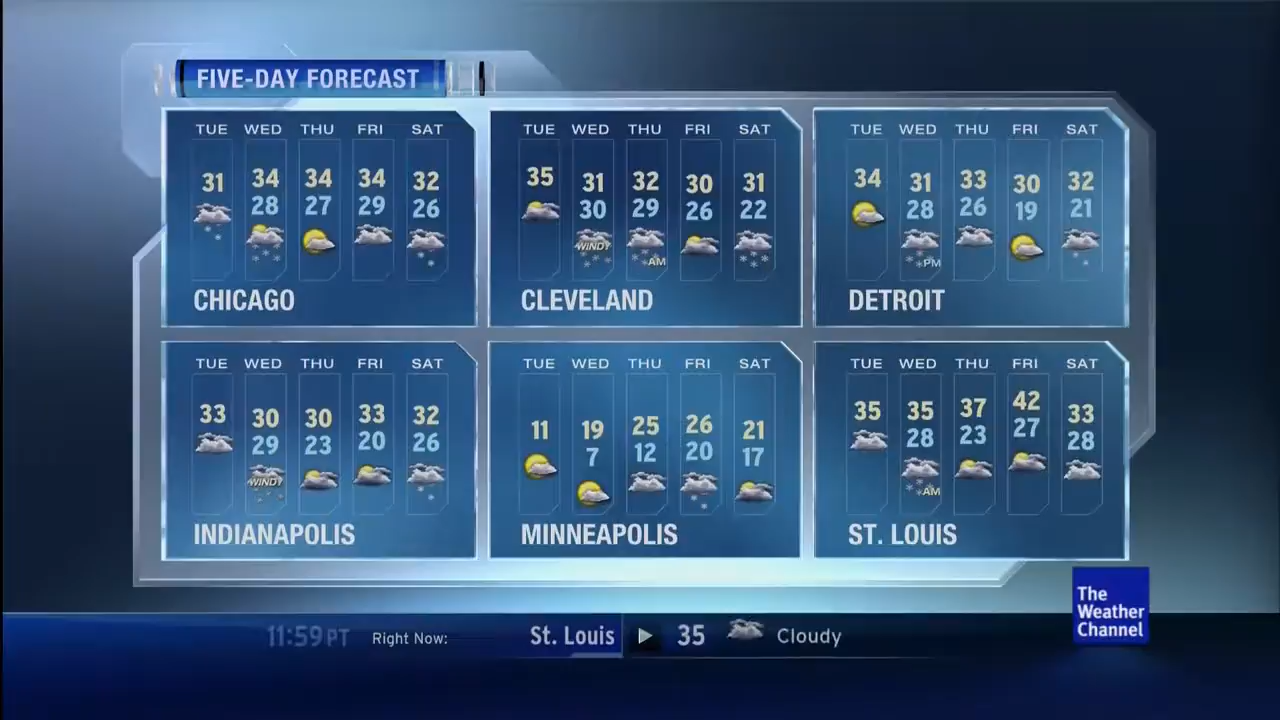 FIVE-DAY FORECAST
TUE WED THU FRI SAT
31 34 34 34 32
28 27 29 26
CHICAGO
TUE WED THU FRI SAT
35 31 32 30 31
30 29 26 22
WINDY AM
CLEVELAND
TUE WED THU FRI SAT
34 31 33 30 32
28 26 19 21
PM
DETROIT
TUE WED THU FRI SAT
33 30 30 33 32
29 23 20 26
WINDY
INDIANAPOLIS
TUE WED THU FRI SAT
11 19 25 26 21
7 12 20 17
MINNEAPOLIS
TUE WED THU FRI SAT
35 35 37 42 33
28 23 27 28
AM
ST. LOUIS
11:59 PT Right Now: St. Louis 35 Cloudy
The
Weather
Channel